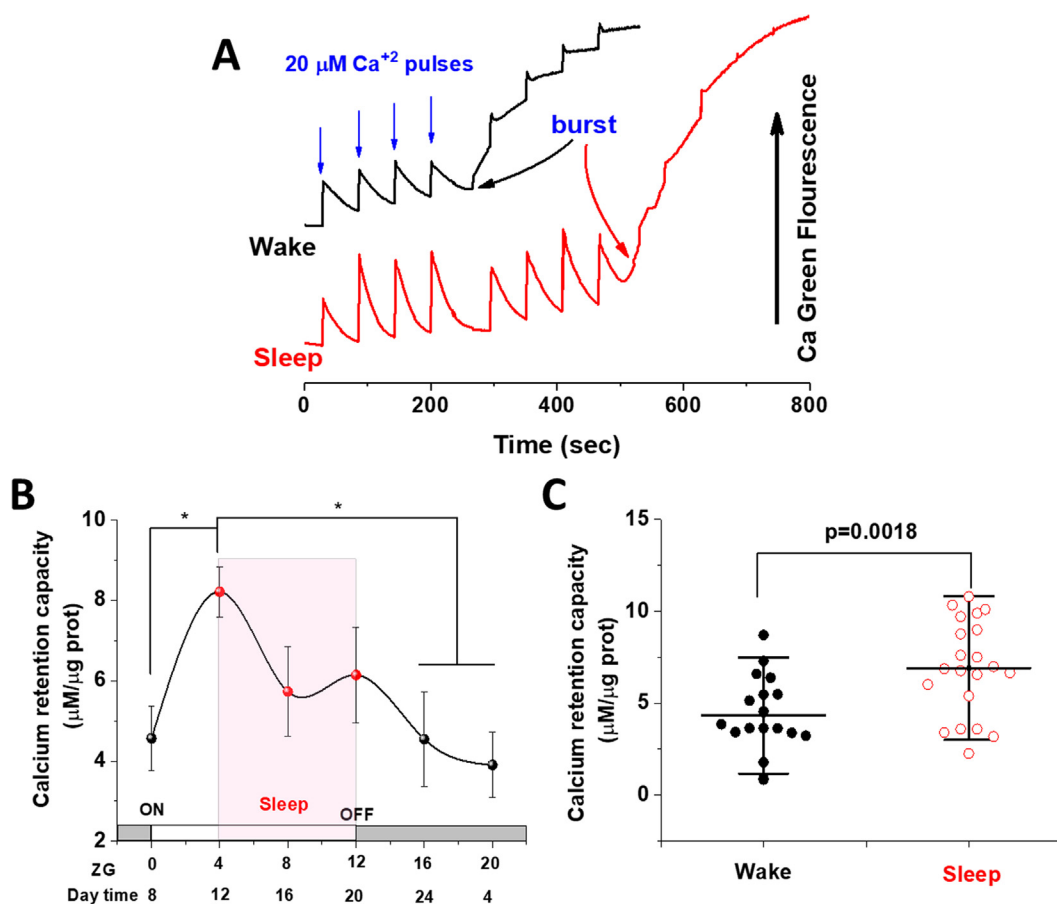 A
20 μM Ca+2 pulses
burst
Wake
Sleep
Ca Green Flourescence
0 200 400 600 800
Time (sec)
B
Calcium retention capacity
(μM/μg prot)
10
8
6
4
2
*
*
ON
Sleep
OFF
ZG 0 4 8 12 16 20
Day time 8 12 16 20 24 4
C
Calcium retention capacity
(μM/μg prot)
15
10
5
0
p=0.0018
Wake Sleep